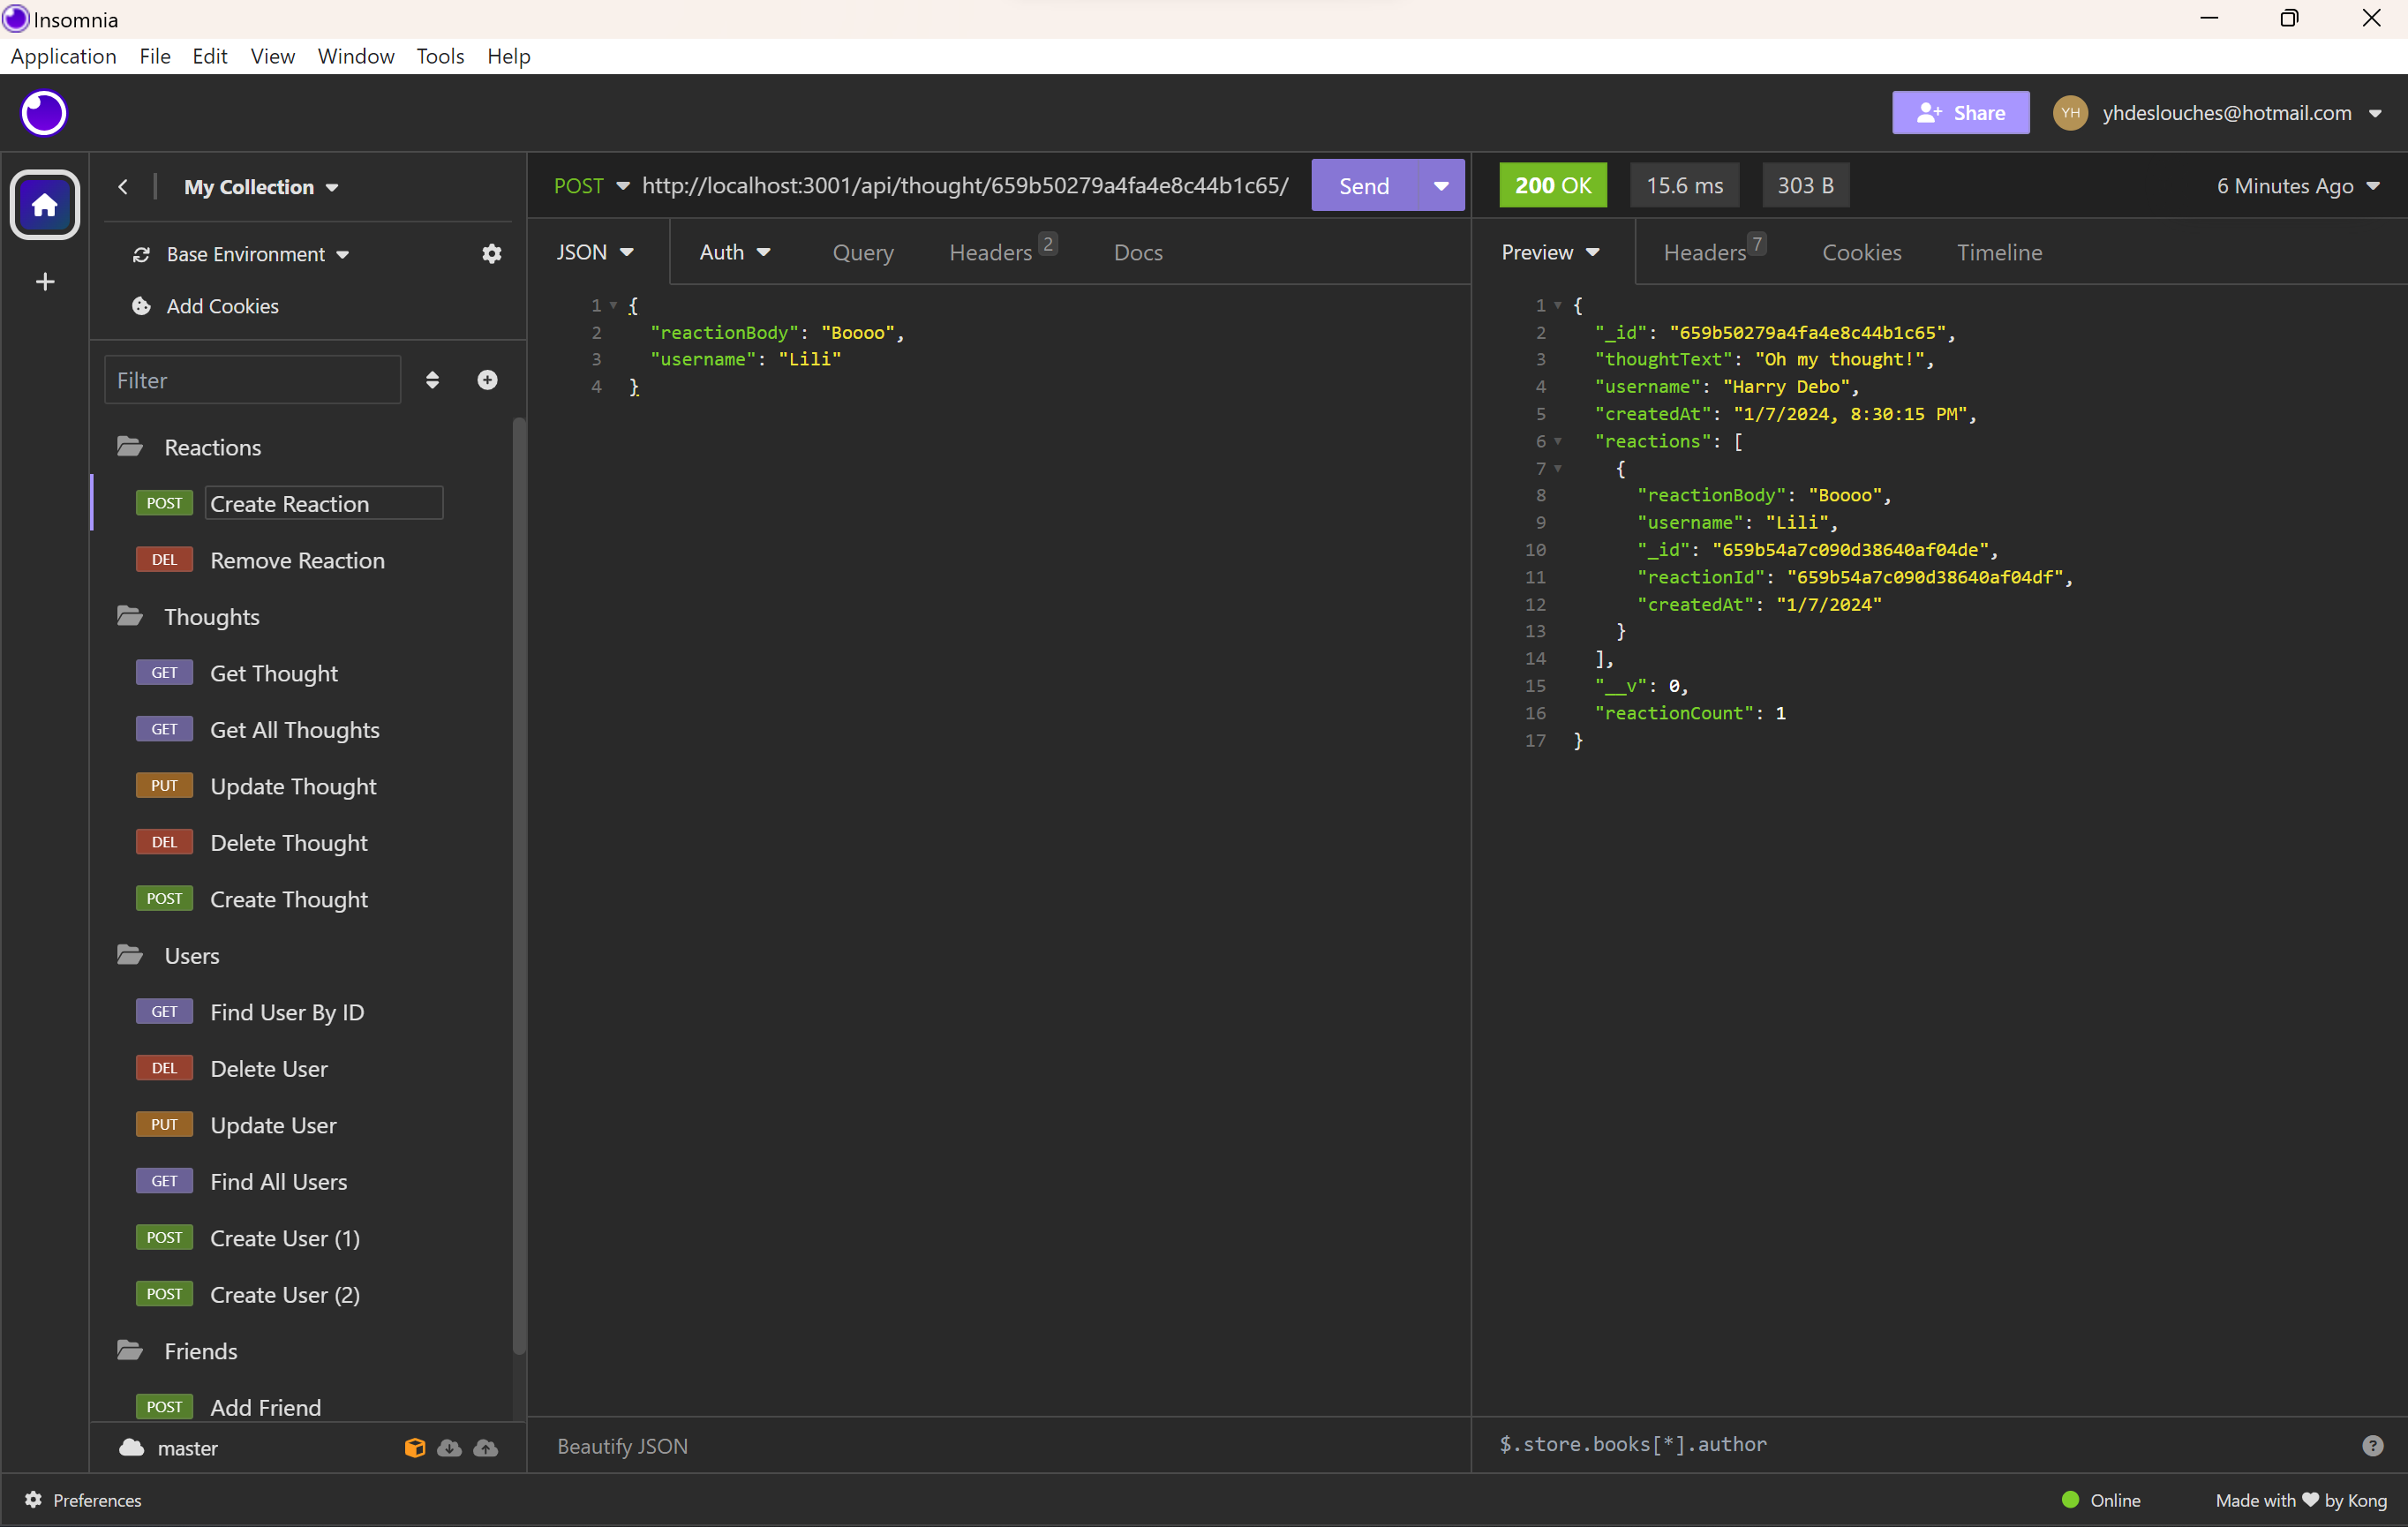 Insomnia
Application File Edit View Window Tools Help
Share YH yhdeslouches@hotmail.com
My Collection
Base Environment
Add Cookies
Filter
Reactions
POST Create Reaction
DEL Remove Reaction
Thoughts
GET Get Thought
GET Get All Thoughts
PUT Update Thought
DEL Delete Thought
POST Create Thought
Users
GET Find User By ID
DEL Delete User
PUT Update User
GET Find All Users
POST Create User (1)
POST Create User (2)
Friends
POST Add Friend
master
POST http://localhost:3001/api/thought/659b50279a4fa4e8c44b1c65/ Send
JSON Auth Query Headers 2 Docs
1 {
2 "reactionBody": "Boooo",
3 "username": "Lili"
4 }
Beautify JSON
200 OK 15.6 ms 303 B 6 Minutes Ago
Preview Headers 7 Cookies Timeline
1 {
2 "_id": "659b50279a4fa4e8c44b1c65",
3 "thoughtText": "Oh my thought!",
4 "username": "Harry Debo",
5 "createdAt": "1/7/2024, 8:30:15 PM",
6 "reactions": [
7 {
8 "reactionBody": "Boooo",
9 "username": "Lili",
10 "_id": "659b54a7c090d38640af04de",
11 "reactionId": "659b54a7c090d38640af04df",
12 "createdAt": "1/7/2024"
13 }
14 ],
15 "__v": 0,
16 "reactionCount": 1
17 }
$.store.books[*].author ?
Preferences Online Made with ♥ by Kong